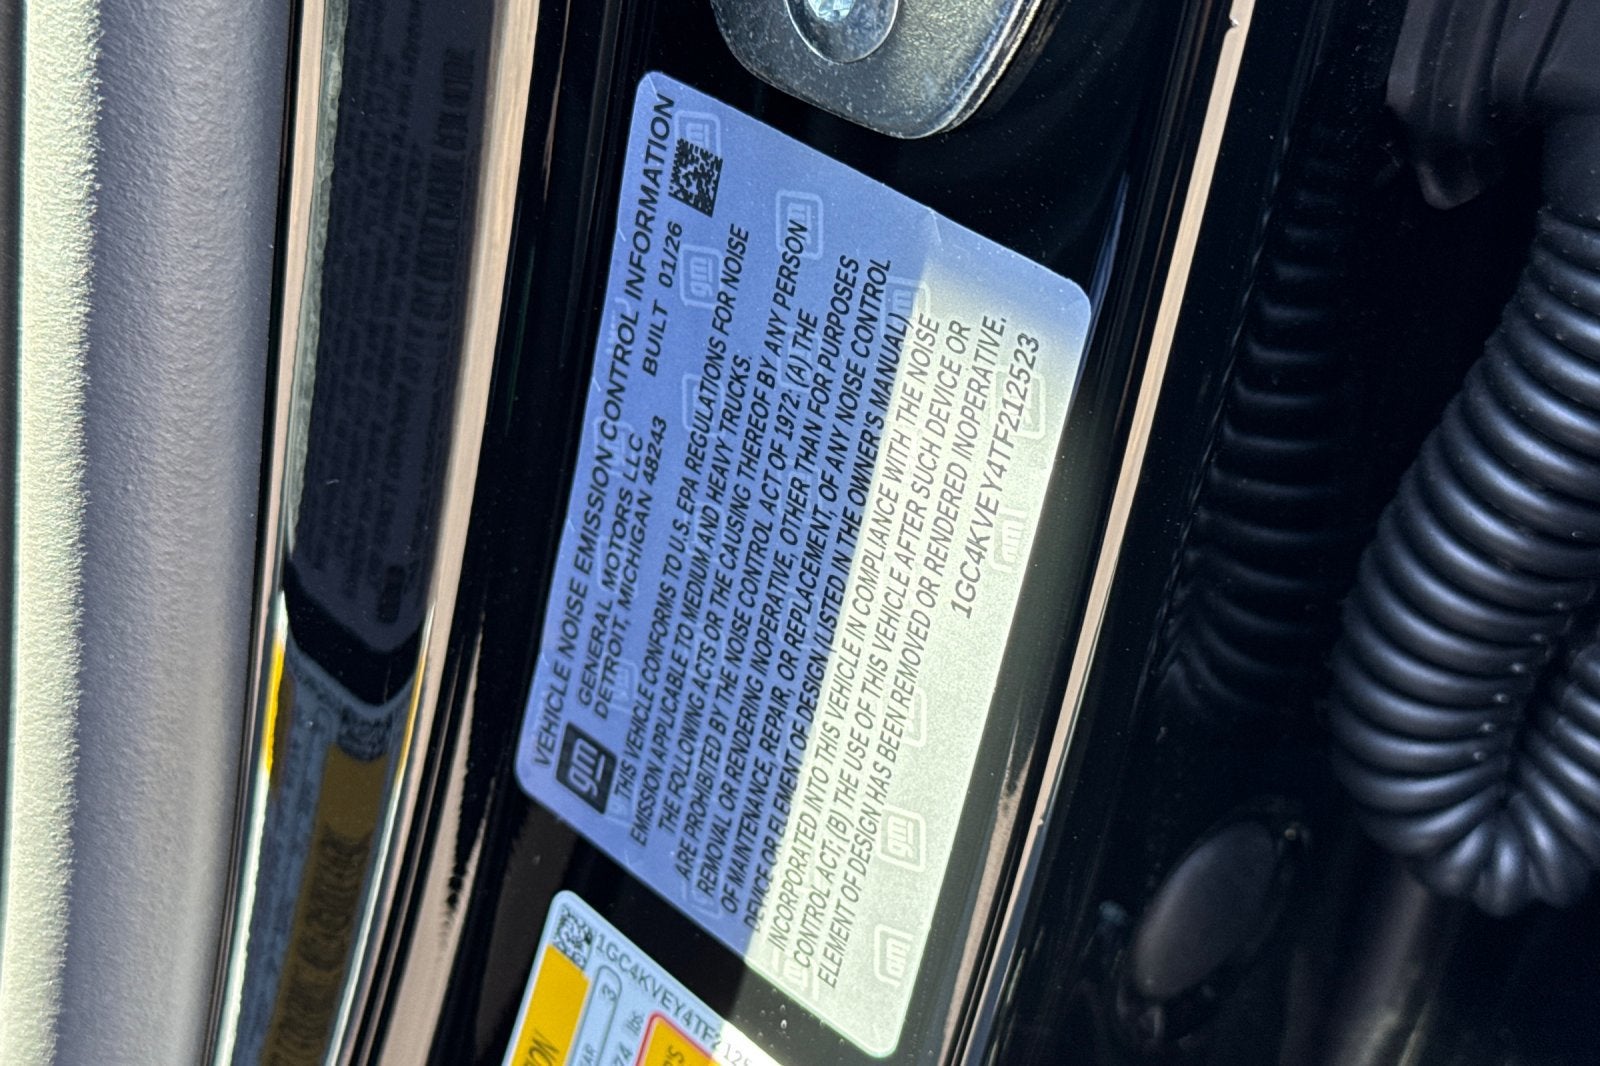 VEHICLE NOISE EMISSION CONTROL INFORMATION
gm
GENERAL MOTORS LLC
DETROIT, MICHIGAN 48243 BUILT 01/26
THIS VEHICLE CONFORMS TO U.S. EPA REGULATIONS FOR NOISE
EMISSION APPLICABLE TO MEDIUM AND HEAVY TRUCKS.
THE FOLLOWING ACTS OR THE CAUSING THEREOF BY ANY PERSON
ARE PROHIBITED BY THE NOISE CONTROL ACT OF 1972: (A) THE
REMOVAL OR RENDERING INOPERATIVE, OTHER THAN FOR PURPOSES
OF MAINTENANCE, REPAIR, OR REPLACEMENT, OF ANY NOISE CONTROL
DEVICE OR ELEMENT OF DESIGN (LISTED IN THE OWNER'S MANUAL)
INCORPORATED INTO THIS VEHICLE IN COMPLIANCE WITH THE NOISE
CONTROL ACT; (B) THE USE OF THIS VEHICLE AFTER SUCH DEVICE OR
ELEMENT OF DESIGN HAS BEEN REMOVED OR RENDERED INOPERATIVE.
1GC4KVEY4TF212523
1GC4KVEY4TF2125
3
lbs